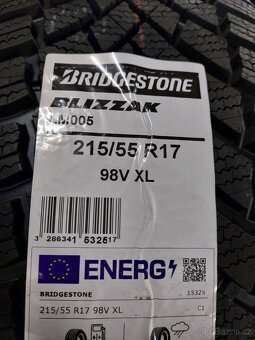 BRIDGESTONE
BLIZZAK
LM005
215/55 R17
98V XL
3 286341 532517
ENERG
BRIDGESTONE 15325
215/55 R17 98V XL C1